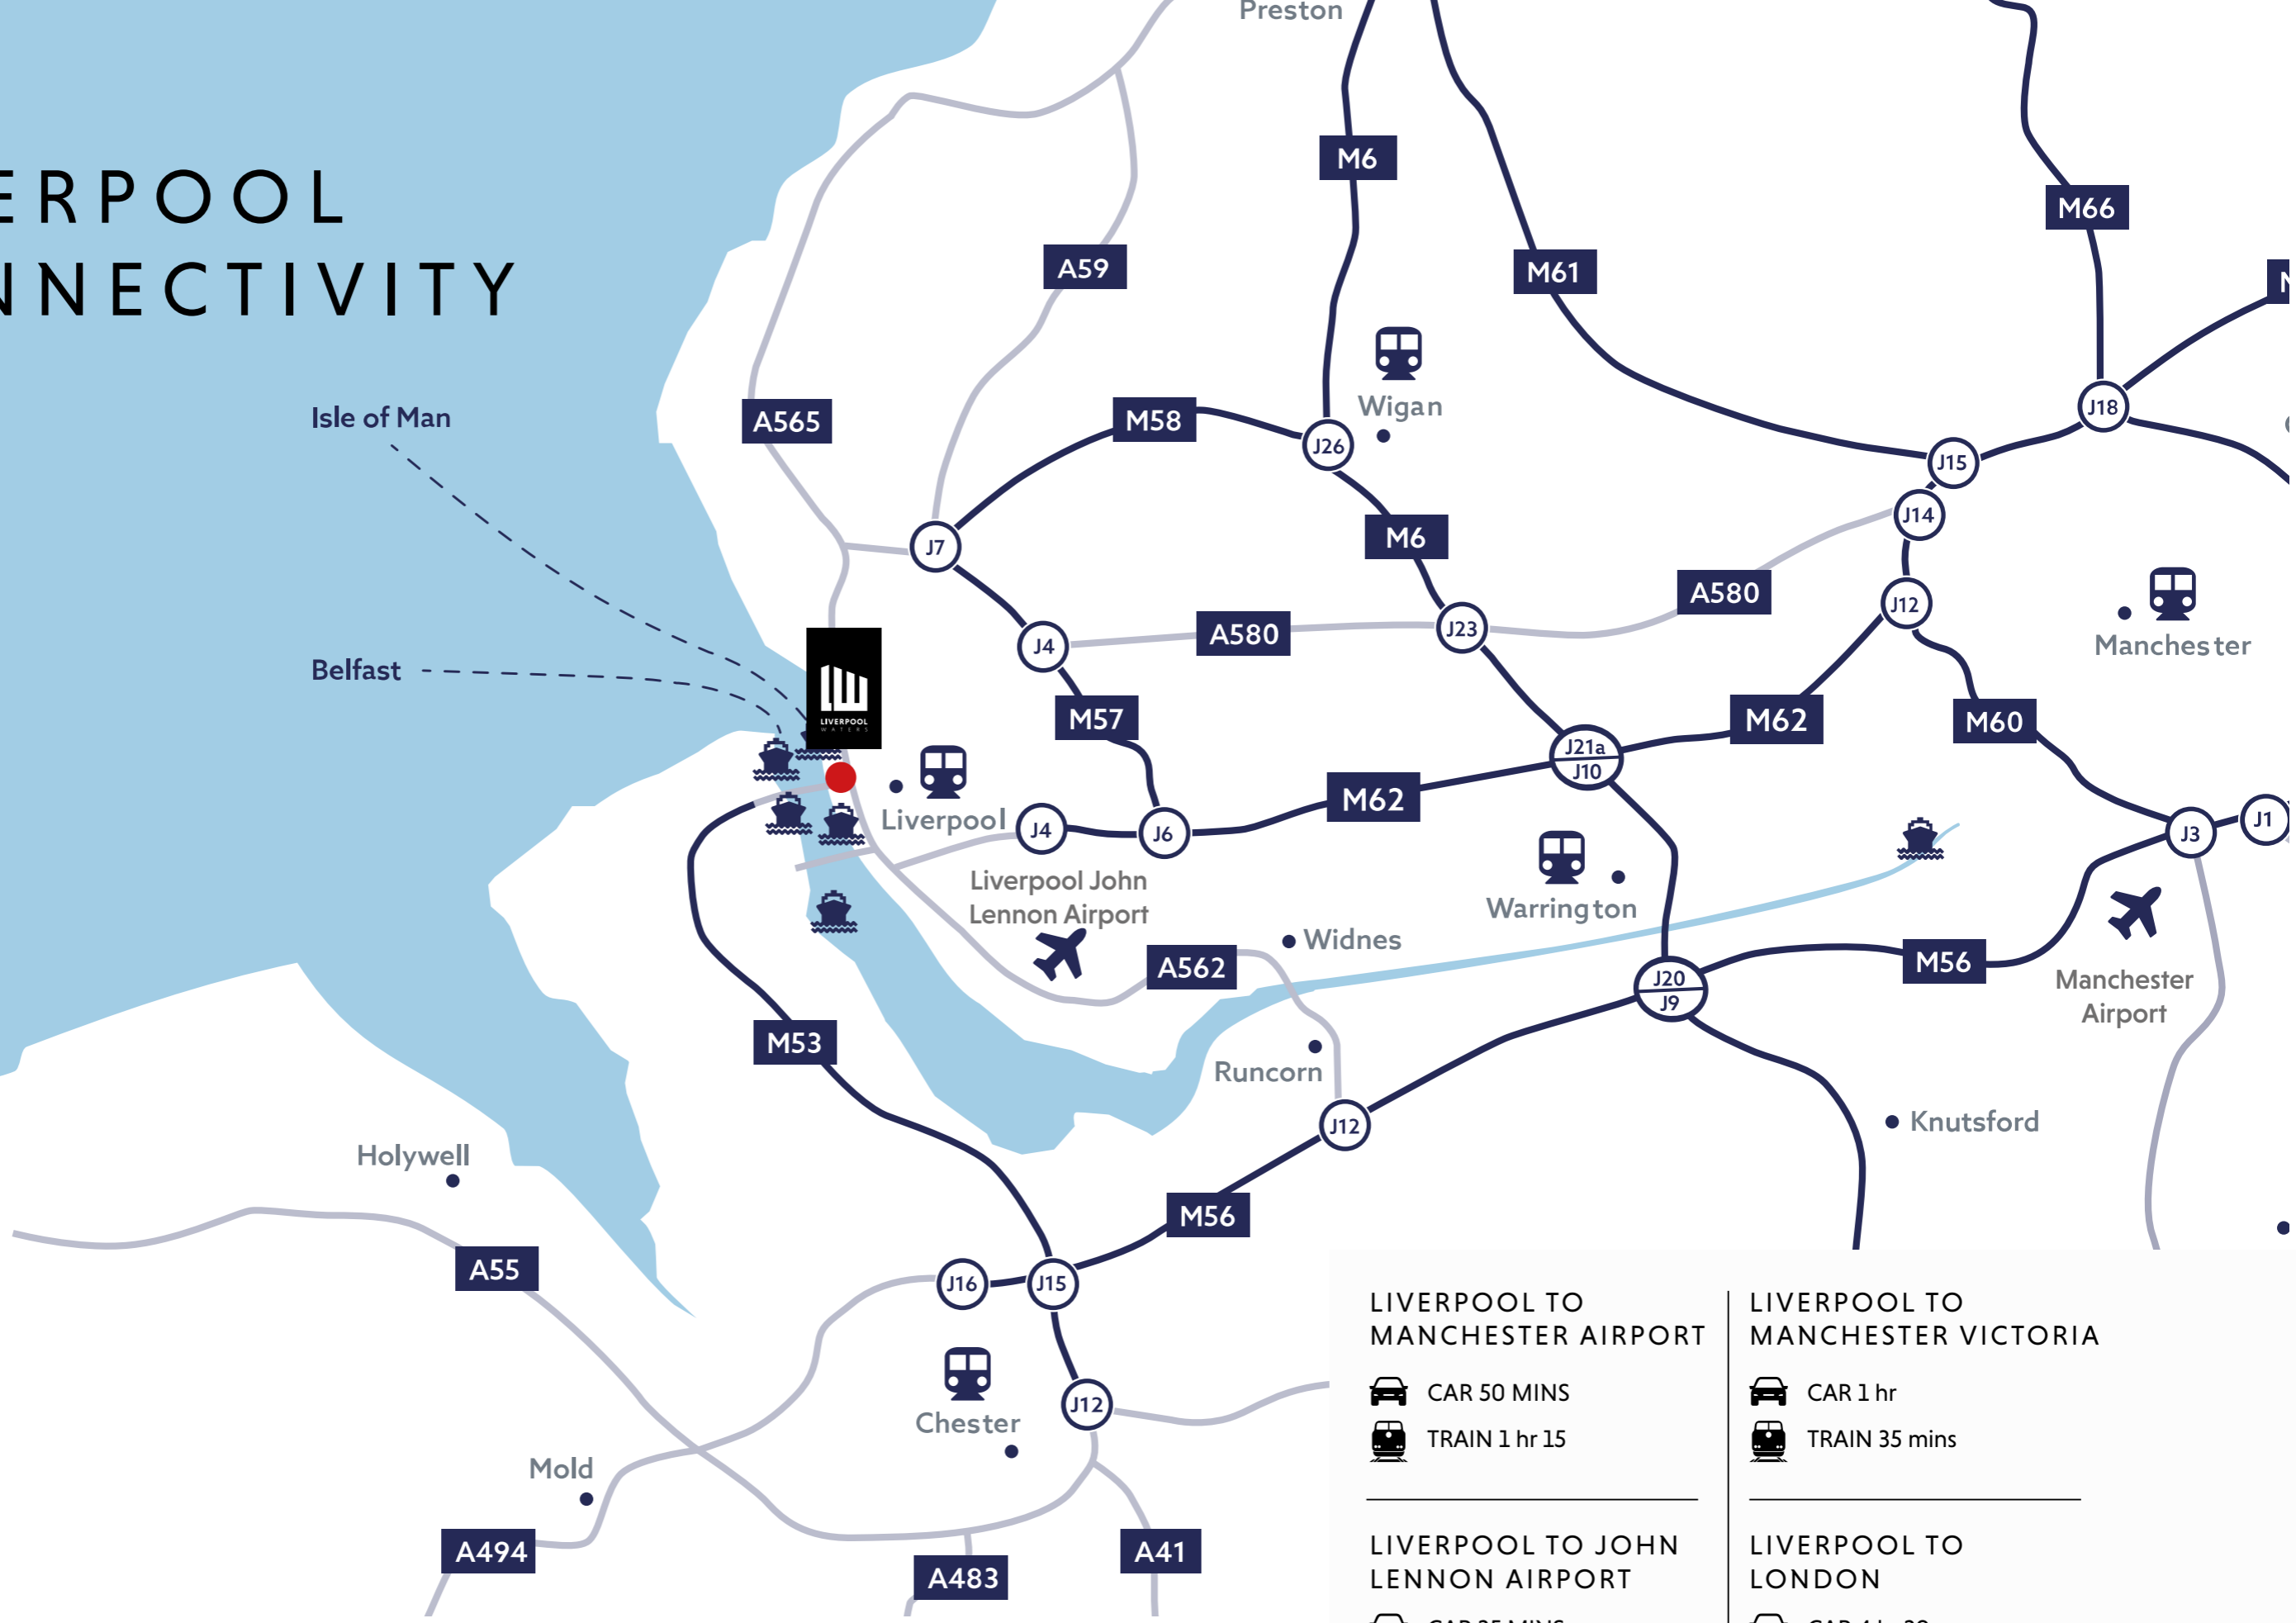 Preston
M6
ERPOOL
M66
NNECTIVITY
A59
M61
Isle of Man
A565
M58
Wigan
J26
J18
J15
J14
M6
J7
A580
J12
J4
A580
J23
Manchester
Belfast
LIVERPOOL
WATERS
M57
M62
M60
J21a
J10
M62
Liverpool
J4
J6
J3
J1
Liverpool John
Lennon Airport
Warrington
Widnes
A562
M56
J20
J9
Manchester
Airport
M53
Runcorn
J12
Knutsford
Holywell
M56
A55
J16
J15
Chester
J12
Mold
A494
A483
A41
LIVERPOOL TO
MANCHESTER AIRPORT
CAR 50 MINS
TRAIN 1 hr 15
LIVERPOOL TO
MANCHESTER VICTORIA
CAR 1 hr
TRAIN 35 mins
LIVERPOOL TO JOHN
LENNON AIRPORT
LIVERPOOL TO
LONDON